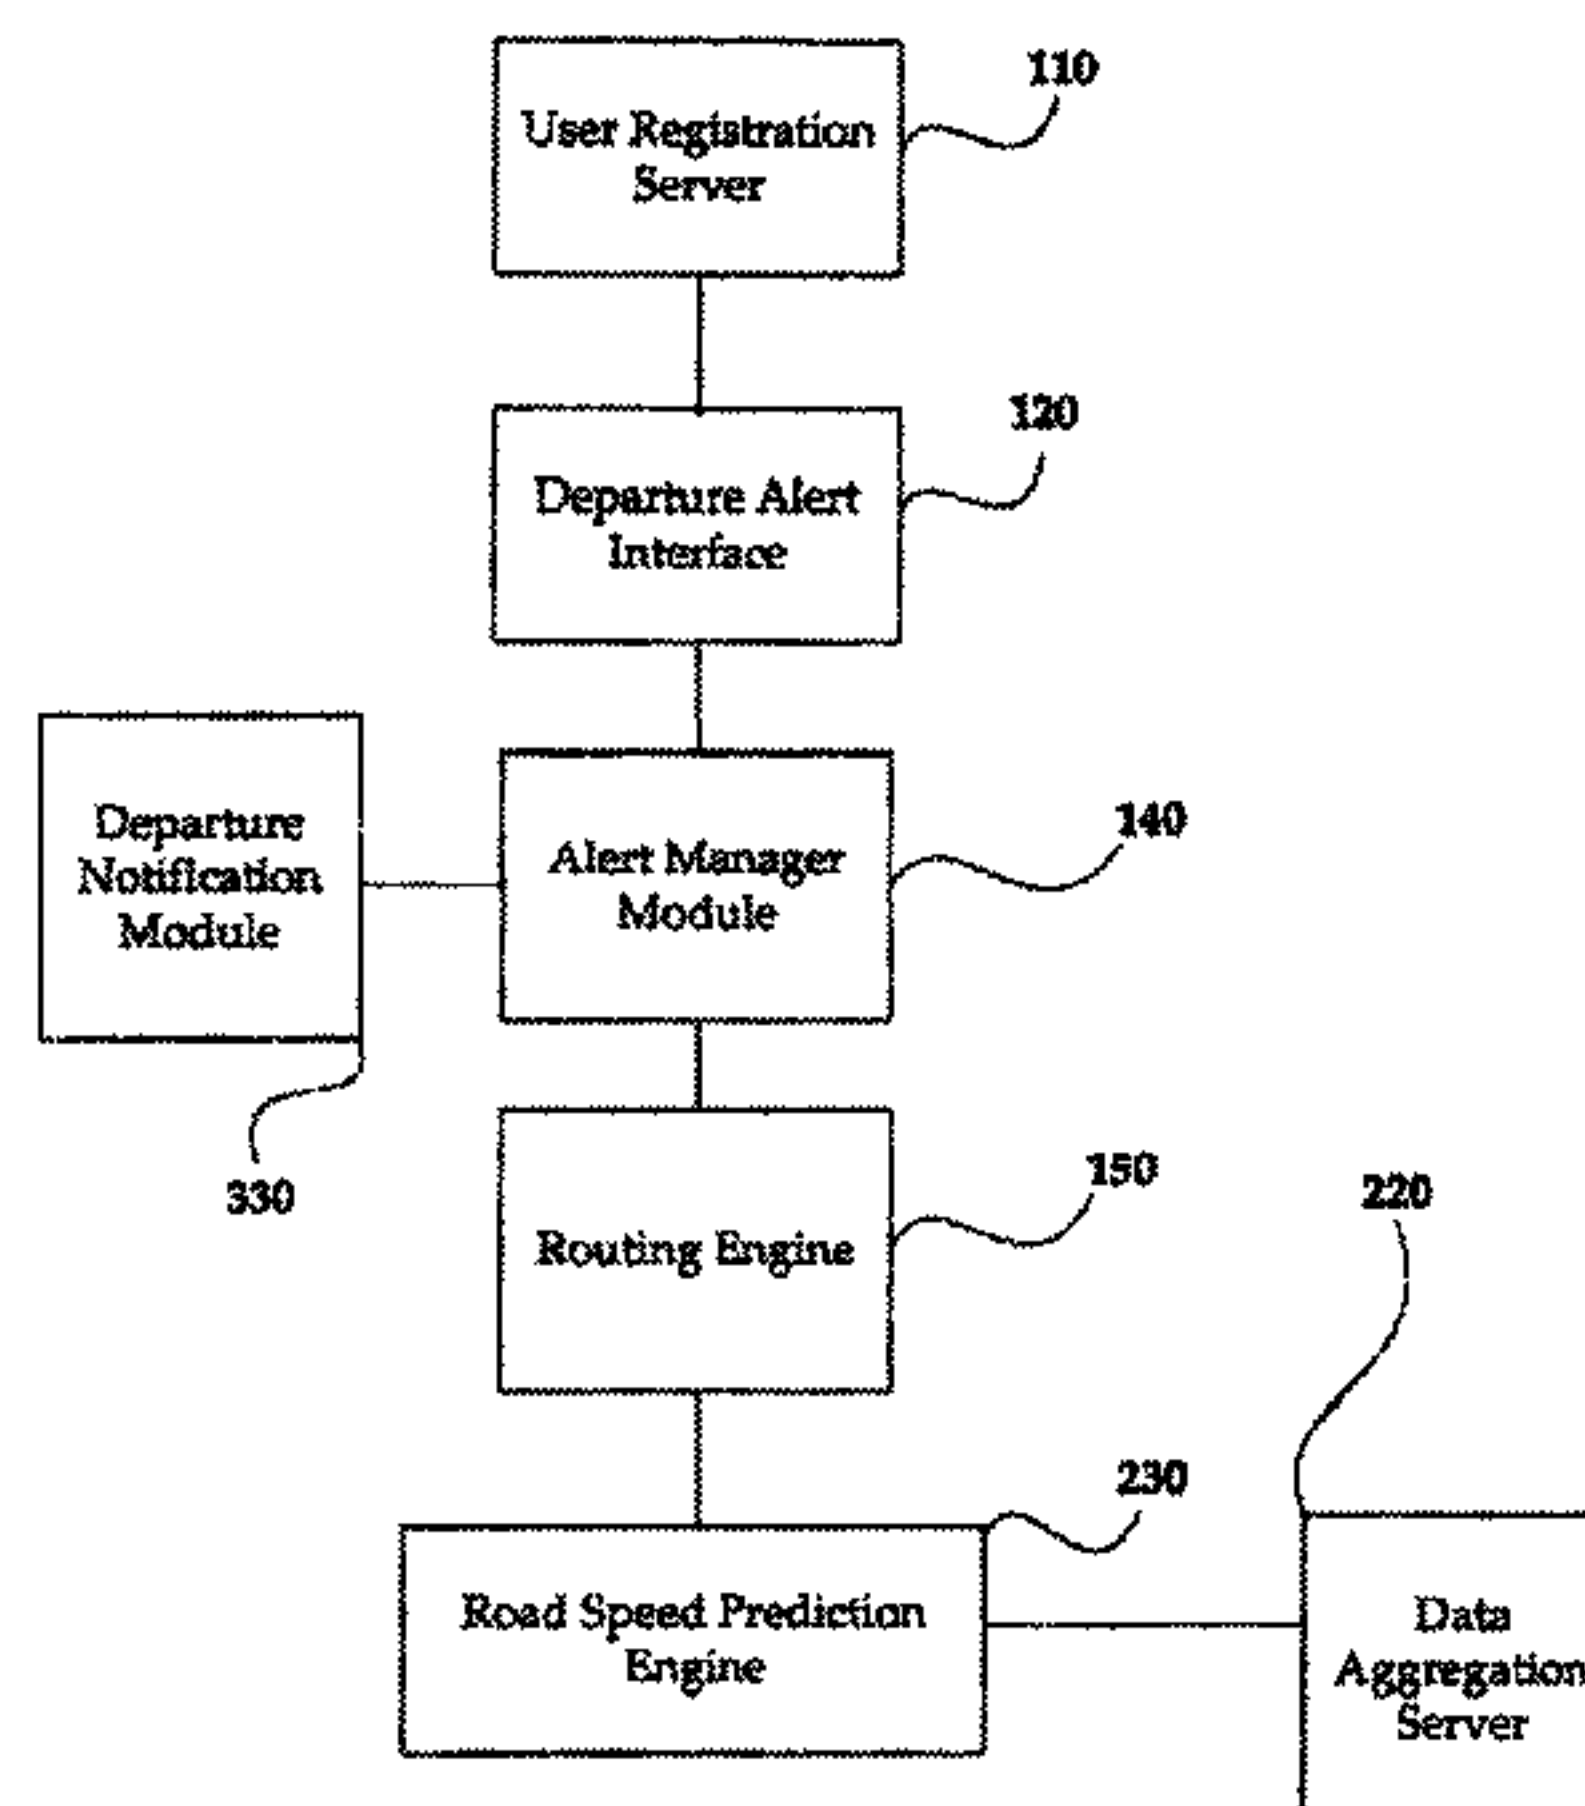 110
User Registration
Server
120
Departure Alert
Interface
Departure
Notification
Module
140
Alert Manager
Module
330
150
Routing Engine
220
230
Road Speed Prediction
Engine
Data
Aggregation
Server